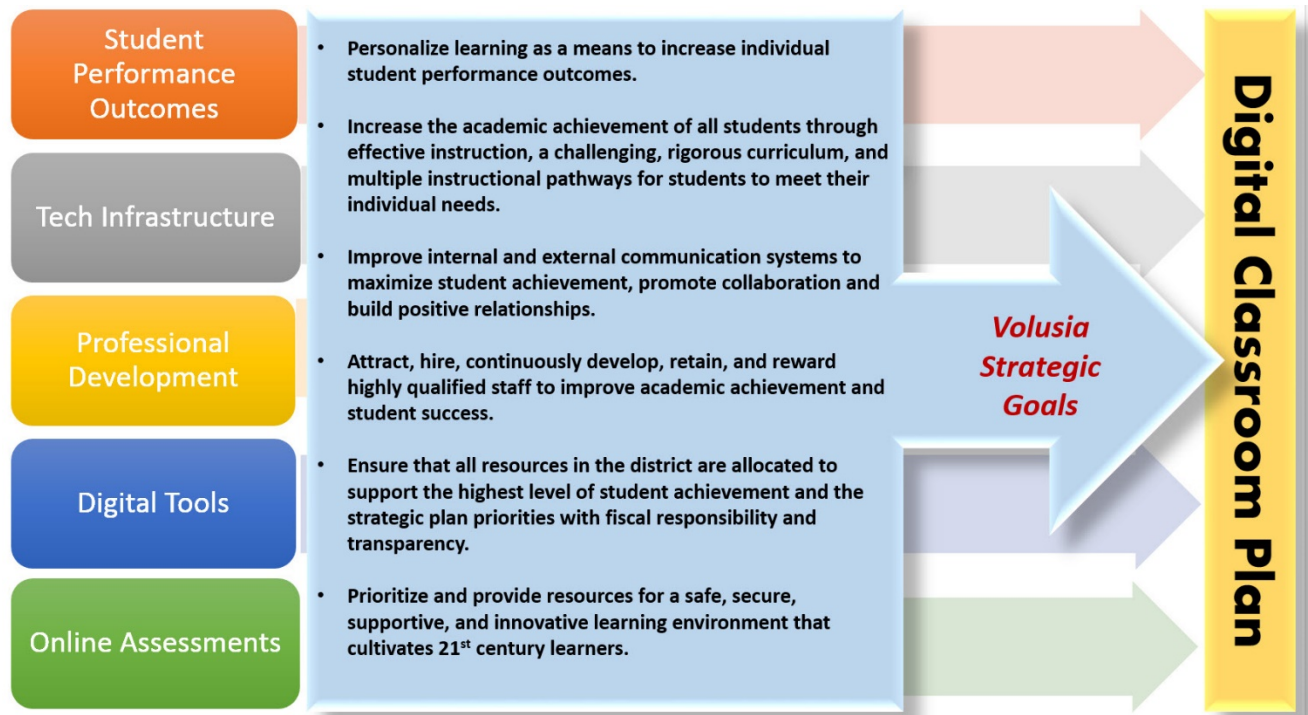 Student
Performance
Outcomes
Tech Infrastructure
Professional
Development
Digital Tools
Online Assessments
• Personalize learning as a means to increase individual
student performance outcomes.
• Increase the academic achievement of all students through
effective instruction, a challenging, rigorous curriculum, and
multiple instructional pathways for students to meet their
individual needs.
• Improve internal and external communication systems to
maximize student achievement, promote collaboration and
build positive relationships.
• Attract, hire, continuously develop, retain, and reward
highly qualified staff to improve academic achievement and
student success.
• Ensure that all resources in the district are allocated to
support the highest level of student achievement and the
strategic plan priorities with fiscal responsibility and
transparency.
• Prioritize and provide resources for a safe, secure,
supportive, and innovative learning environment that
cultivates 21st century learners.
Volusia
Strategic
Goals
Digital Classroom Plan